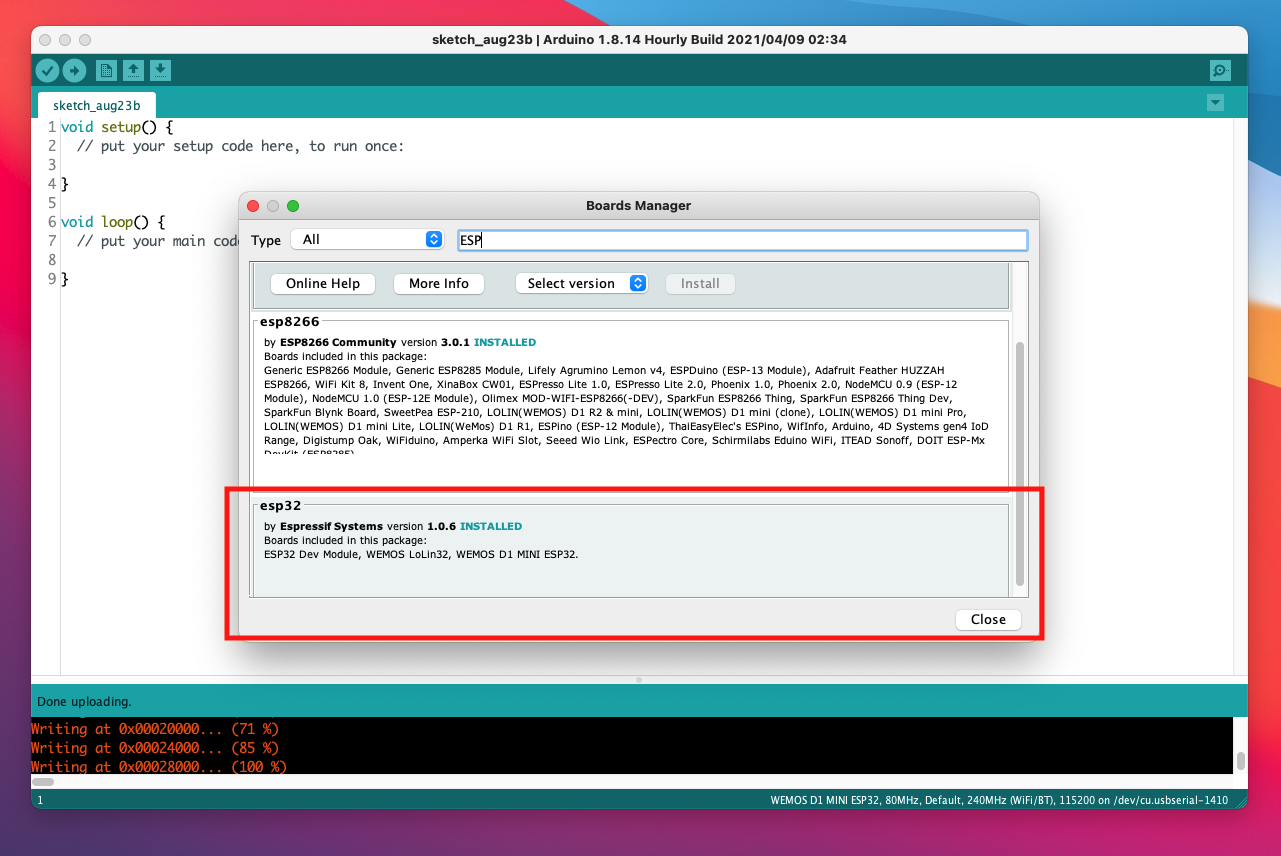 sketch_aug23b | Arduino 1.8.14 Hourly Build 2021/04/09 02:34
sketch_aug23b
1 void setup() {
2 // put your setup code here, to run once:
3
4 }
5
6 void loop() {
7 // put your main cod
8
9 }
Boards Manager
Type All ESP
Online Help More Info Select version Install
esp8266
by ESP8266 Community version 3.0.1 INSTALLED
Boards included in this package:
Generic ESP8266 Module, Generic ESP8285 Module, Lifely Agrumino Lemon v4, ESPDuino (ESP-13 Module), Adafruit Feather HUZZAH
ESP8266, WiFi Kit 8, Invent One, XinaBox CW01, ESPresso Lite 1.0, ESPresso Lite 2.0, Phoenix 1.0, Phoenix 2.0, NodeMCU 0.9 (ESP-12
Module), NodeMCU 1.0 (ESP-12E Module), Olimex MOD-WIFI-ESP8266(-DEV), SparkFun ESP8266 Thing, SparkFun ESP8266 Thing Dev,
SparkFun Blynk Board, SweetPea ESP-210, LOLIN(WEMOS) D1 R2 & mini, LOLIN(WEMOS) D1 mini (clone), LOLIN(WEMOS) D1 mini Pro,
LOLIN(WEMOS) D1 mini Lite, LOLIN(WeMos) D1 R1, ESPino (ESP-12 Module), ThaiEasyElec's ESPino, WifInfo, Arduino, 4D Systems gen4 IoD
Range, Digistump Oak, WiFiduino, Amperka WiFi Slot, Seeed Wio Link, ESPectro Core, Schirmilabs Eduino WiFi, ITEAD Sonoff, DOIT ESP-Mx
DevKit (ESP8285)
esp32
by Espressif Systems version 1.0.6 INSTALLED
Boards included in this package:
ESP32 Dev Module, WEMOS LoLin32, WEMOS D1 MINI ESP32.
Close
Done uploading.
Writing at 0x00020000... (71 %)
Writing at 0x00024000... (85 %)
Writing at 0x00028000... (100 %)
1 WEMOS D1 MINI ESP32, 80MHz, Default, 240MHz (WiFi/BT), 115200 on /dev/cu.usbserial-1410